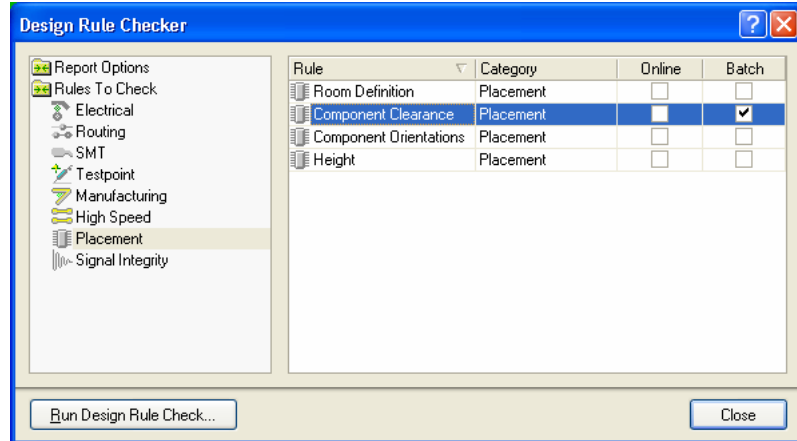 Design Rule Checker
Report Options
Rules To Check
Electrical
Routing
SMT
Testpoint
Manufacturing
High Speed
Placement
Signal Integrity
Rule Category Online Batch
Room Definition Placement
Component Clearance Placement
Component Orientations Placement
Height Placement
Run Design Rule Check...
Close